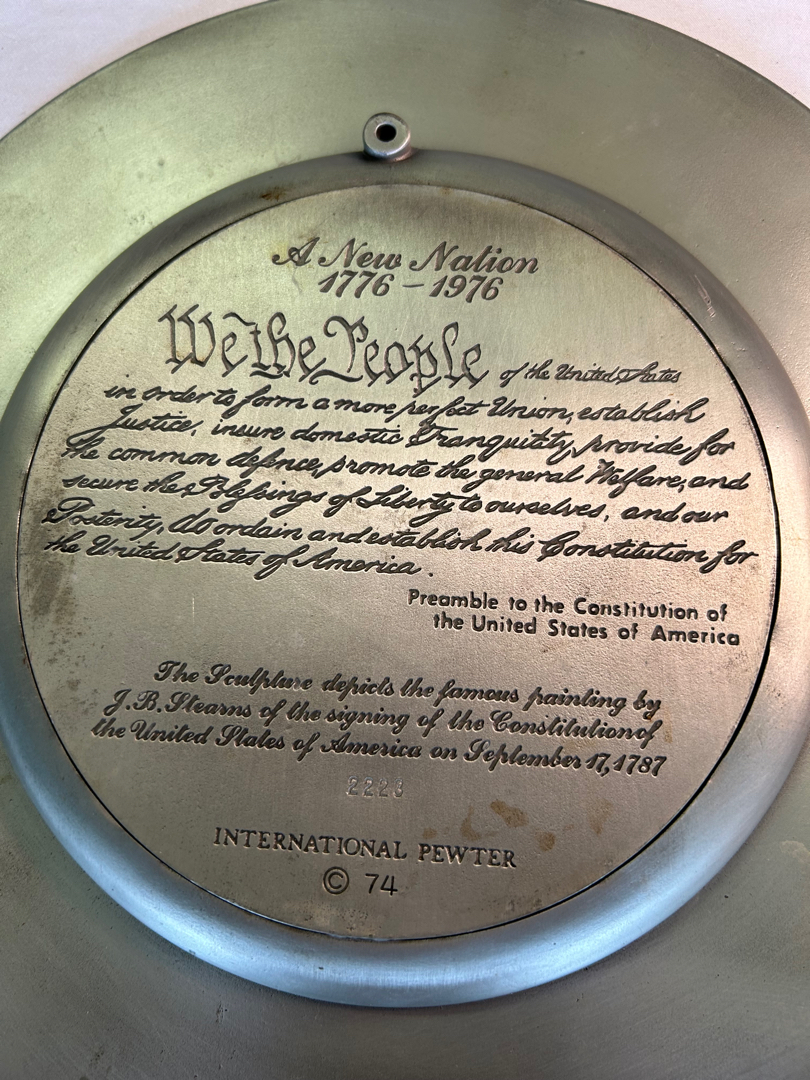 A New Nation
1776 – 1976
We the People of the United States
in order to form a more perfect Union, establish
Justice, insure domestic Tranquility, provide for
the common defence, promote the general Welfare, and
secure the Blessings of Liberty to ourselves, and our
Posterity, do ordain and establish this Constitution for
the United States of America.
Preamble to the Constitution of
the United States of America
The Sculpture depicts the famous painting by
J.B. Stearns of the signing of the Constitution of
the United States of America on September 17, 1787
2223
INTERNATIONAL PEWTER
© 74